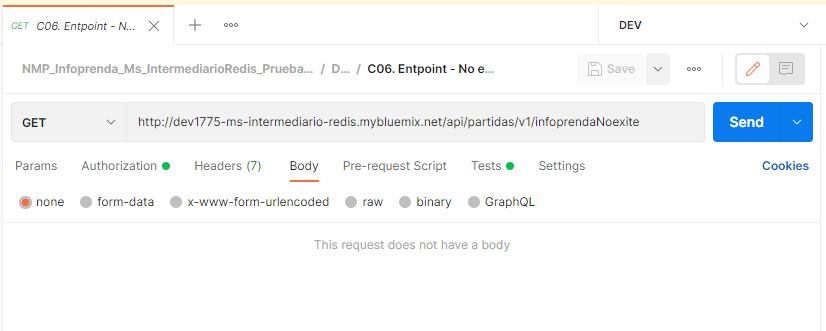 GET C06. Entpoint - N... DEV
NMP_Infoprenda_Ms_IntermediarioRedis_Prueba... / D... / C06. Entpoint - No e... Save
GET http://dev1775-ms-intermediario-redis.mybluemix.net/api/partidas/v1/infoprendaNoexite Send
Params Authorization Headers (7) Body Pre-request Script Tests Settings Cookies
none form-data x-www-form-urlencoded raw binary GraphQL
This request does not have a body